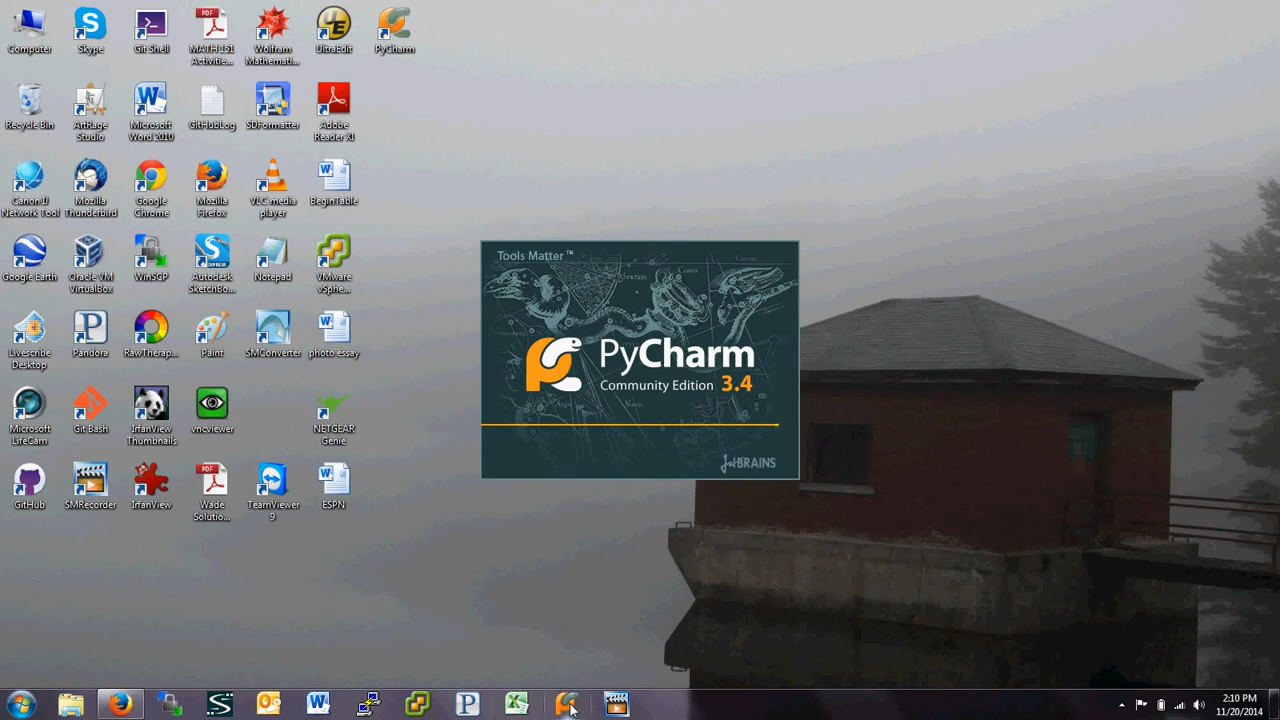 Computer
Skype
Git Shell
MATH 151
Activitie...
Wolfram
Mathemati...
UltraEdit
PyCharm
Recycle Bin
ArtRage
Studio
Microsoft
Word 2010
GitHubLog
SDFormatter
Adobe
Reader XI
Canon IJ
Network Tool
Mozilla
Thunderbird
Google
Chrome
Mozilla
Firefox
VLC media
player
BeginTable
Google Earth
Oracle VM
VirtualBox
WinSCP
Autodesk
SketchBo...
Notepad
VMware
vSphe...
Livescribe
Desktop
Pandora
RawTherap...
Paint
SMConverter
photo essay
Microsoft
LifeCam
Git Bash
IrfanView
Thumbnails
vncviewer
NETGEAR
Genie
GitHub
SMRecorder
IrfanView
Wade
Solutio...
TeamViewer
9
ESPN
Tools Matter™
PyCharm
Community Edition 3.4
JetBRAINS
2:10 PM
11/20/2014